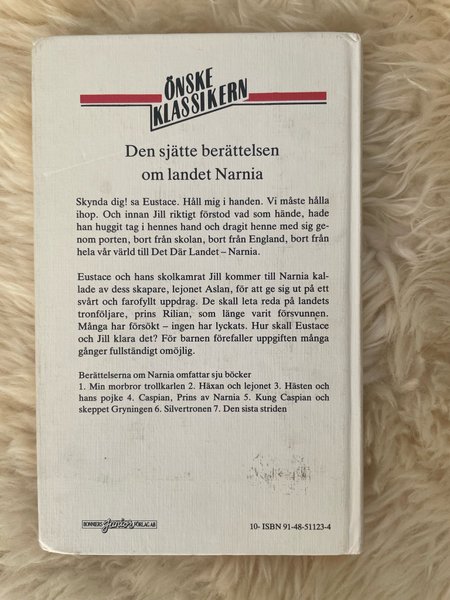 ÖNSKE
KLASSIKERN
Den sjätte berättelsen
om landet Narnia
Skynda dig! sa Eustace. Håll mig i handen. Vi måste hålla
ihop. Och innan Jill riktigt förstod vad som hände, hade
han huggit tag i hennes hand och dragit henne med sig ge-
nom porten, bort från skolan, bort från England, bort från
hela vår värld till Det Där Landet – Narnia.
Eustace och hans skolkamrat Jill kommer till Narnia kal-
lade av dess skapare, lejonet Aslan, för att ge sig ut på ett
svårt och farofyllt uppdrag. De skall leta reda på landets
tronföljare, prins Rilian, som länge varit försvunnen.
Många har försökt – ingen har lyckats. Hur skall Eustace
och Jill klara det? För barnen förefaller uppgiften många
gånger fullständigt omöjlig.
Berättelserna om Narnia omfattar sju böcker
1. Min morbror trollkarlen 2. Häxan och lejonet 3. Hästen och
hans pojke 4. Caspian, Prins av Narnia 5. Kung Caspian och
skeppet Gryningen 6. Silvertronen 7. Den sista striden
BONNIERS Junior FÖRLAG AB
10- ISBN 91-48-51123-4